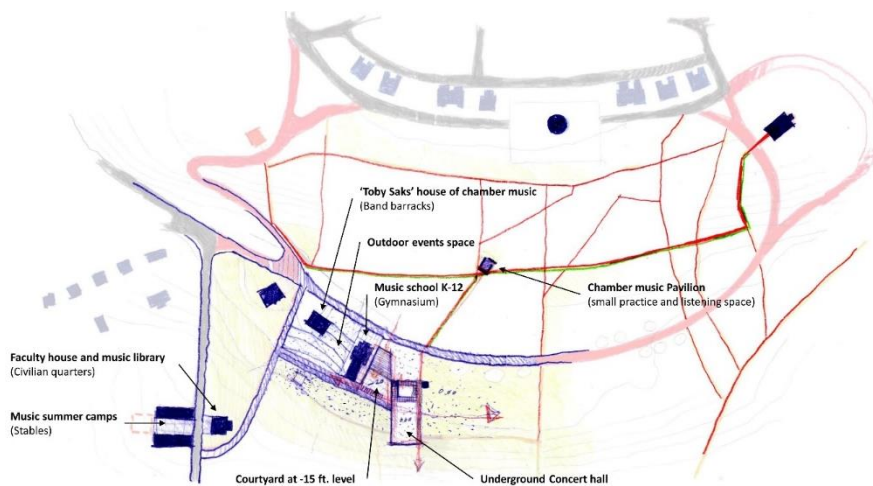 ‘Toby Saks’ house of chamber music
(Band barracks)
Outdoor events space
Music school K-12
(Gymnasium)
Chamber music Pavilion
(small practice and listening space)
Faculty house and music library
(Civilian quarters)
Music summer camps
(Stables)
Courtyard at -15 ft. level
Underground Concert hall